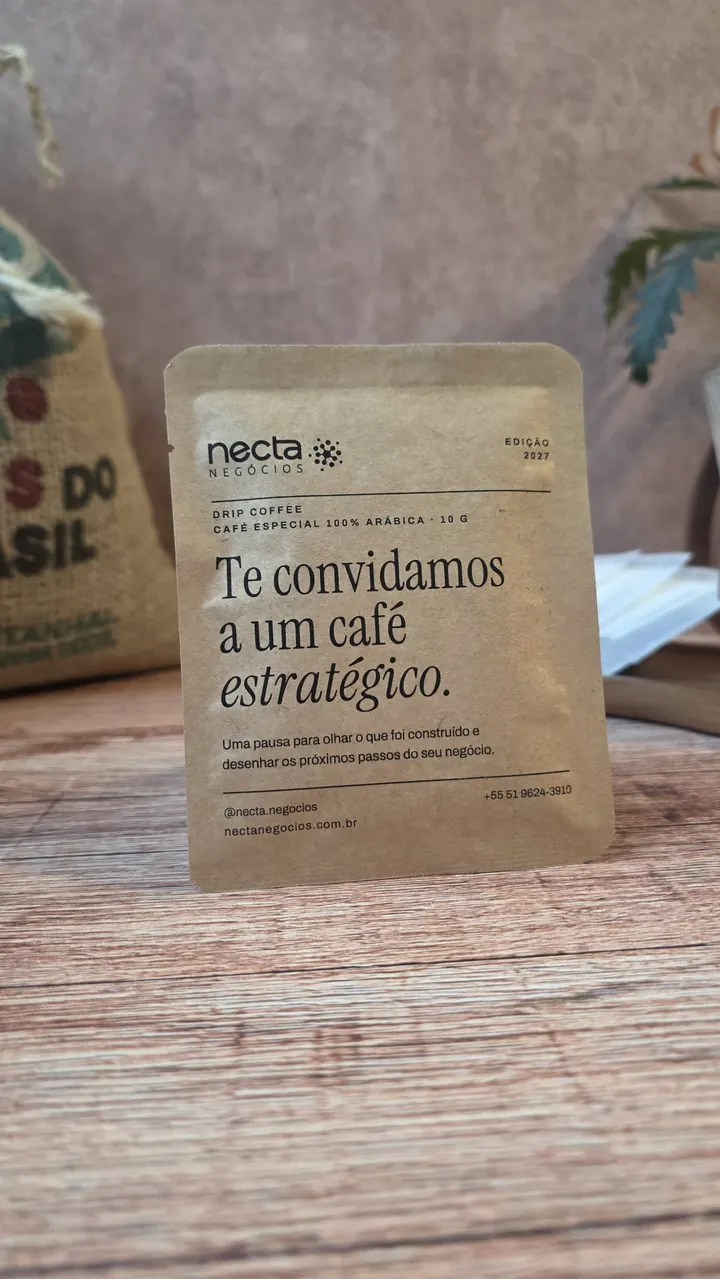 necta
NEGÓCIOS
EDIÇÃO
2027
DRIP COFFEE
CAFÉ ESPECIAL 100% ARÁBICA · 10 G
Te convidamos
a um café
estratégico.
Uma pausa para olhar o que foi construído e
desenhar os próximos passos do seu negócio.
@necta.negocios
nectanegocios.com.br
+55 51 9624-3910
DO